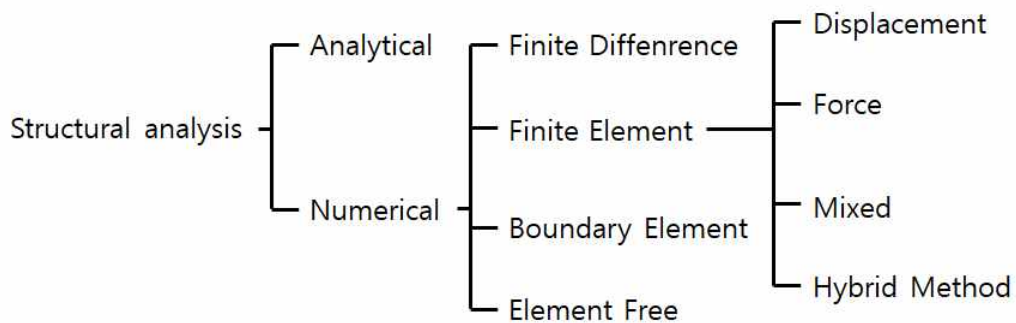 Structural analysis
Analytical
Numerical
Finite Diffenrence
Finite Element
Boundary Element
Element Free
Displacement
Force
Mixed
Hybrid Method